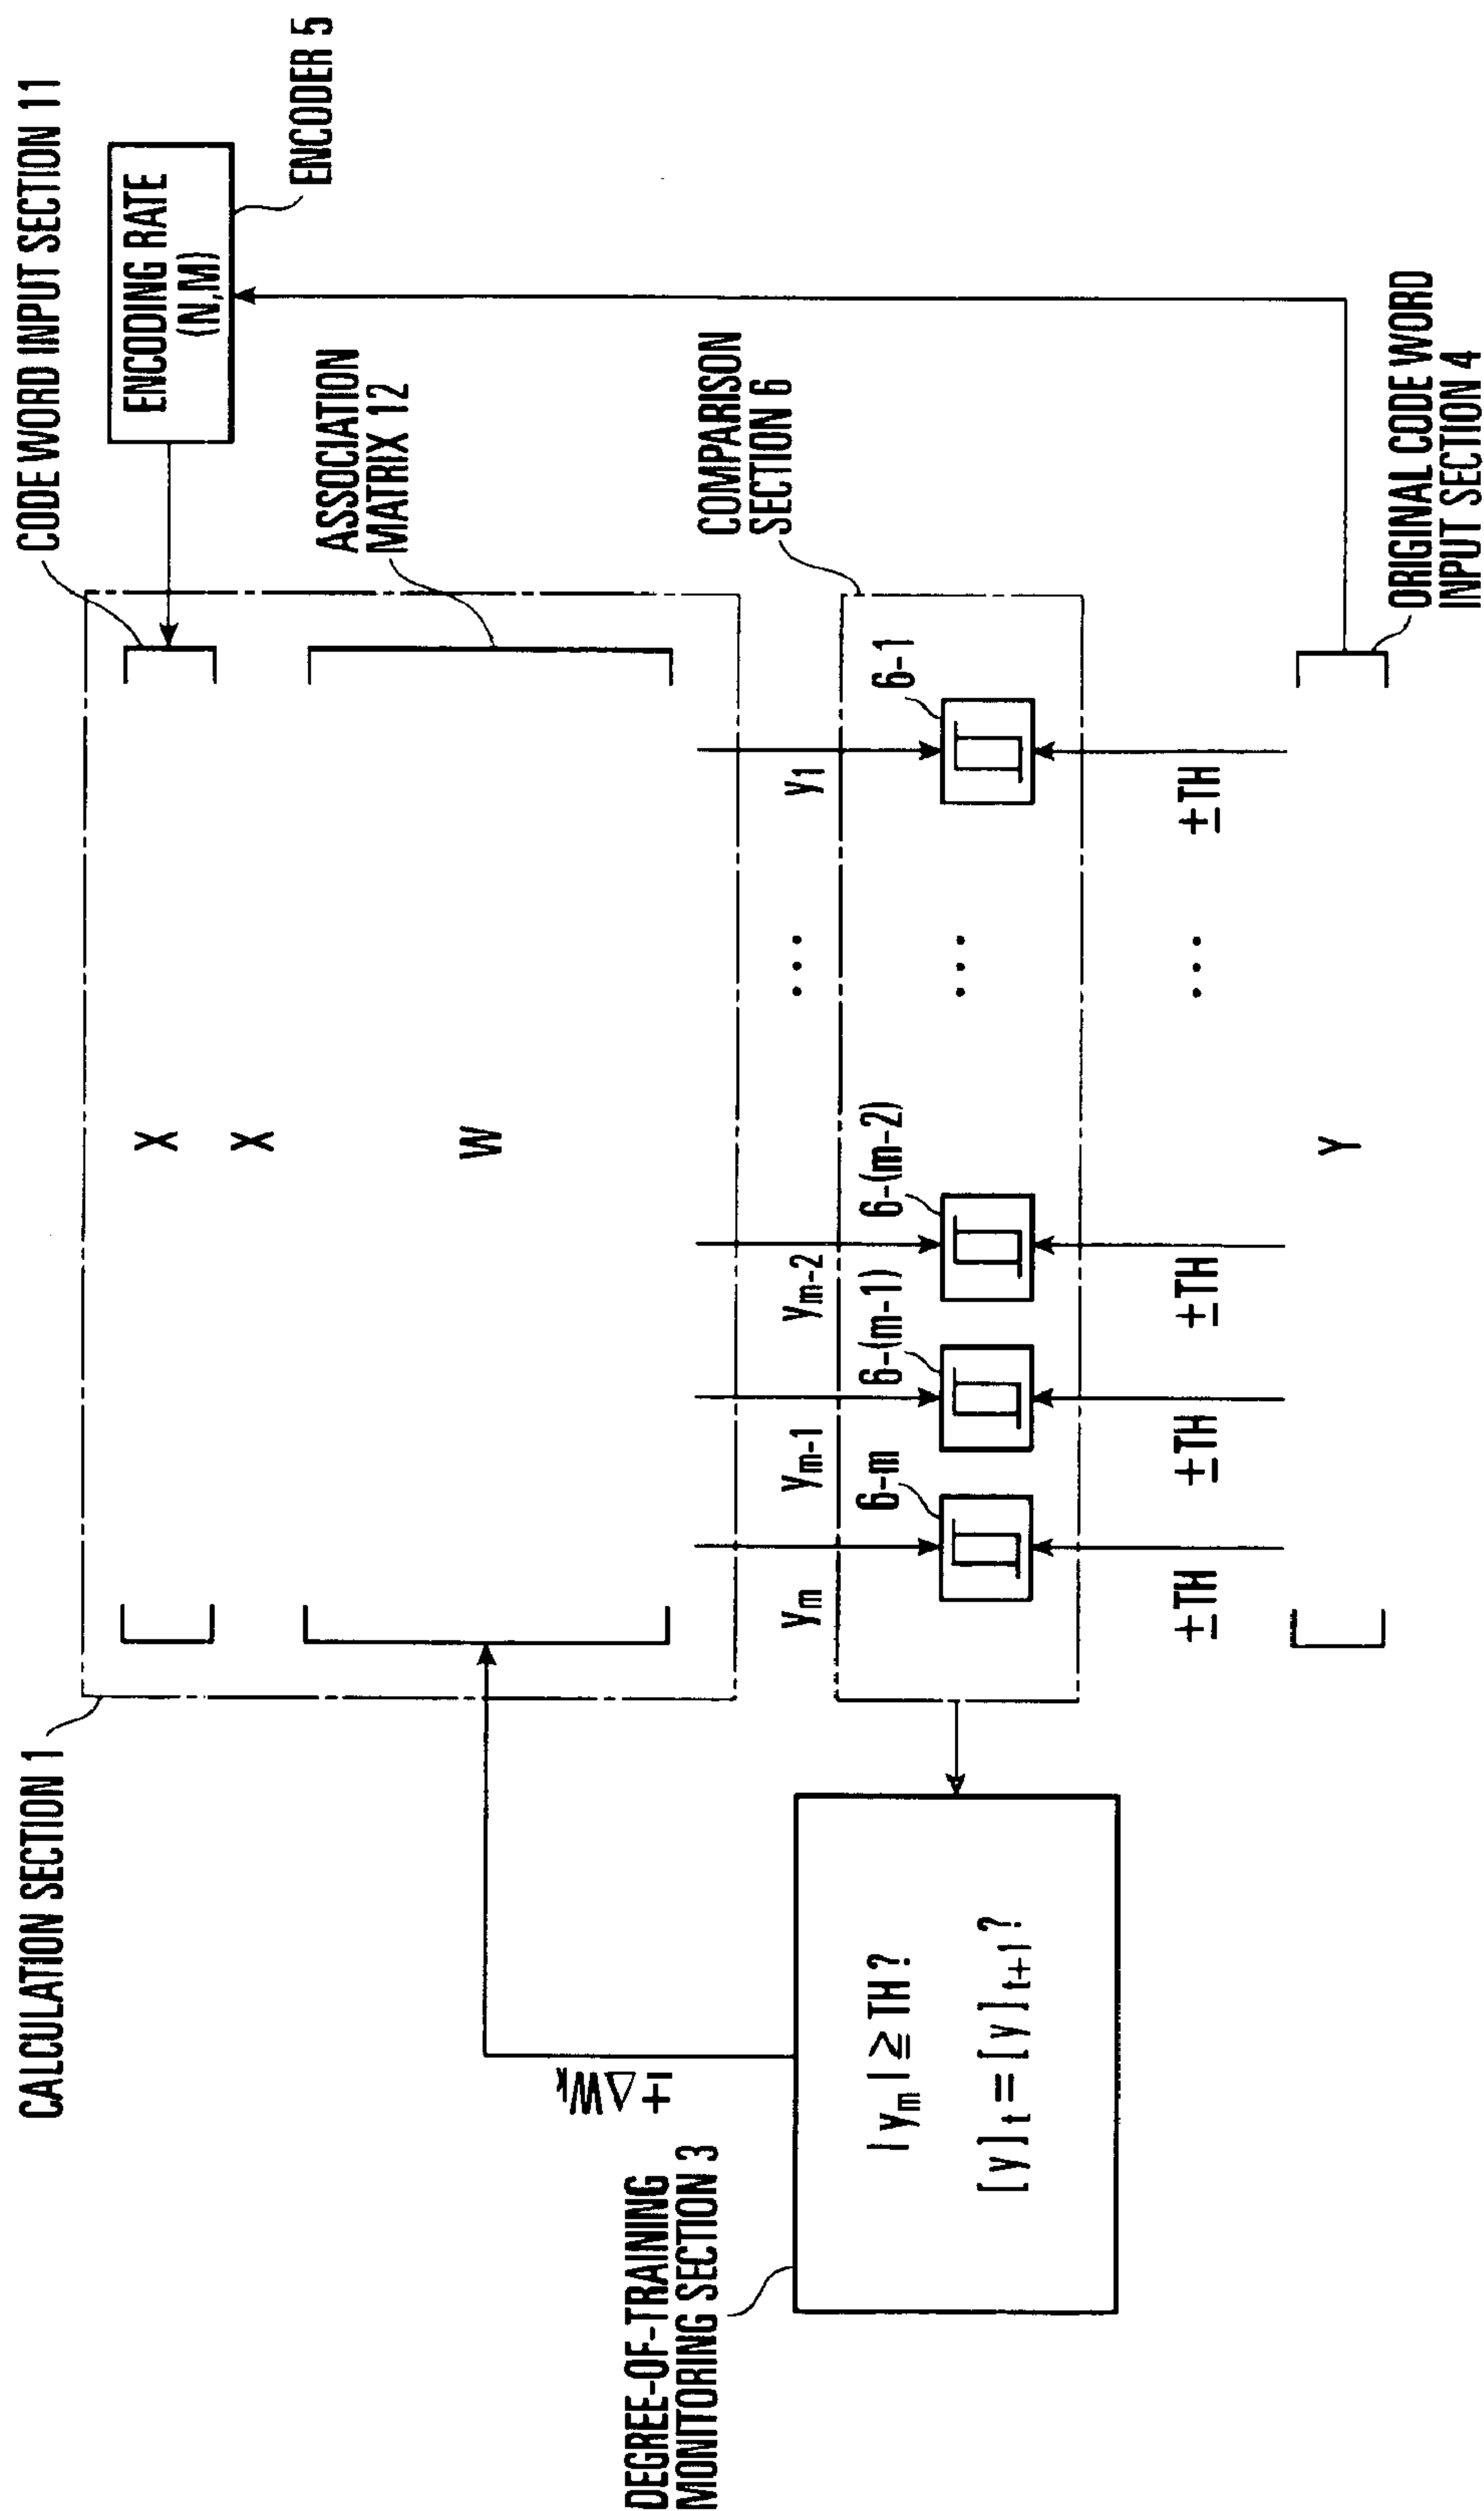 CALCULATION SECTION 1
CODE WORD INPUT SECTION 11
ENCODING RATE
(N,M)
ENCODER 5
X
X
ASSOCIATION
MATRIX 12
W
±ΔWk
DEGREE-OF-TRAINING
MONITORING SECTION 3
COMPARISON
SECTION 6
ym
ym-1
ym-2
...
y1
6-m
6-(m-1)
6-(m-2)
6-1
...
|ym|≧TH?
[y]t=[y]t+1?
±TH
±TH
±TH
...
±TH
Y
ORIGINAL CODE WORD
INPUT SECTION 4